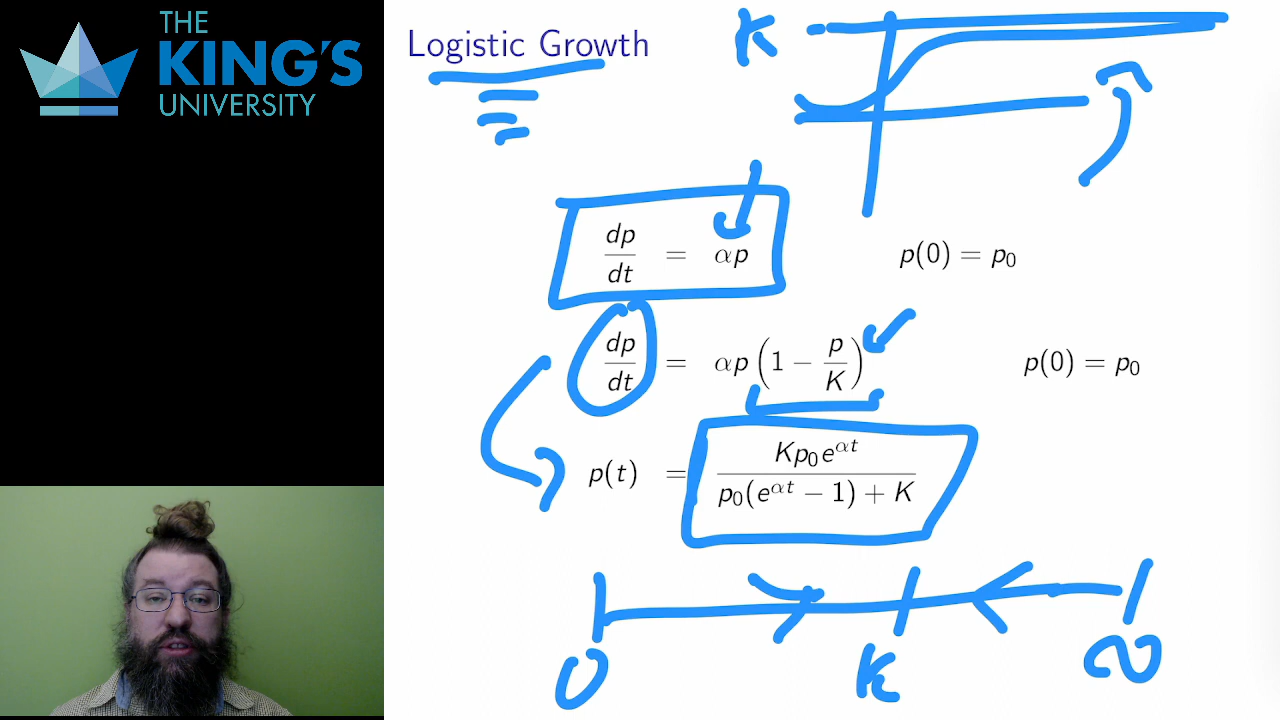 THE
KING'S
UNIVERSITY
Logistic Growth
K
dp/dt = αp p(0) = p₀
dp/dt = αp(1 − p/K) p(0) = p₀
p(t) = Kp₀e^{αt} / p₀(e^{αt} − 1) + K
0 K ∞